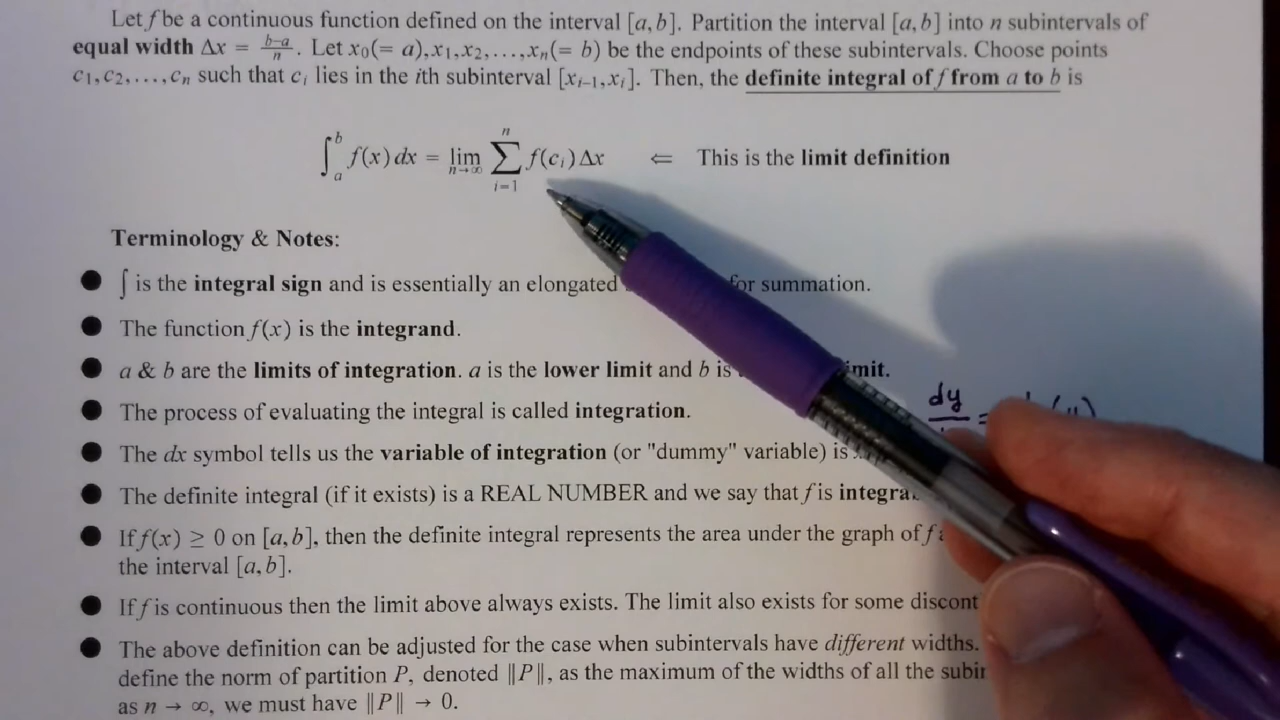 Let f be a continuous function defined on the interval [a, b]. Partition the interval [a, b] into n subintervals of
equal width Δx = (b−a)/n. Let x₀(= a), x₁, x₂, …, xₙ(= b) be the endpoints of these subintervals. Choose points
c₁, c₂, …, cₙ such that cᵢ lies in the ith subinterval [xᵢ₋₁, xᵢ]. Then, the definite integral of f from a to b is
∫ₐᵇ f(x) dx = lim n→∞ ∑ i=1 n f(cᵢ) Δx ⇐ This is the limit definition
Terminology & Notes:
● ∫ is the integral sign and is essentially an elongated for summation.
● The function f(x) is the integrand.
● a & b are the limits of integration. a is the lower limit and b is
● The process of evaluating the integral is called integration.
● The dx symbol tells us the variable of integration (or "dummy" variable) is
● The definite integral (if it exists) is a REAL NUMBER and we say that f is
● If f(x) ≥ 0 on [a, b], then the definite integral represents the area under the graph of f
the interval [a, b].
● If f is continuous then the limit above always exists. The limit also exists for some
● The above definition can be adjusted for the case when subintervals have different widths.
define the norm of partition P, denoted ‖P‖, as the maximum of the widths of all the
as n → ∞, we must have ‖P‖ → 0.
dy